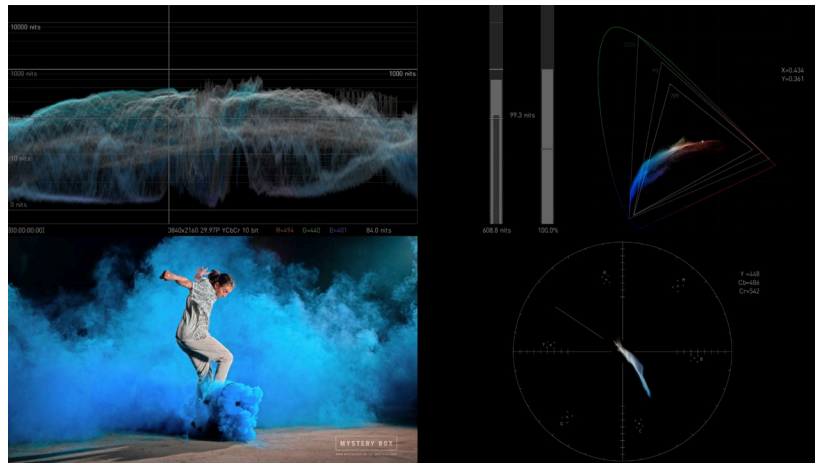 10000 nits
1000 nits
1000 nits
10 nits
0 nits
[00:00:00:00]
3840x2160 29.97P YCbCr 10 bit
R=494
G=440
B=401
84.0 nits
99.3 nits
608.8 nits
100.0%
X=0.434
Y=0.361
Y =448
Cb=486
Cr=542
MYSTERY BOX